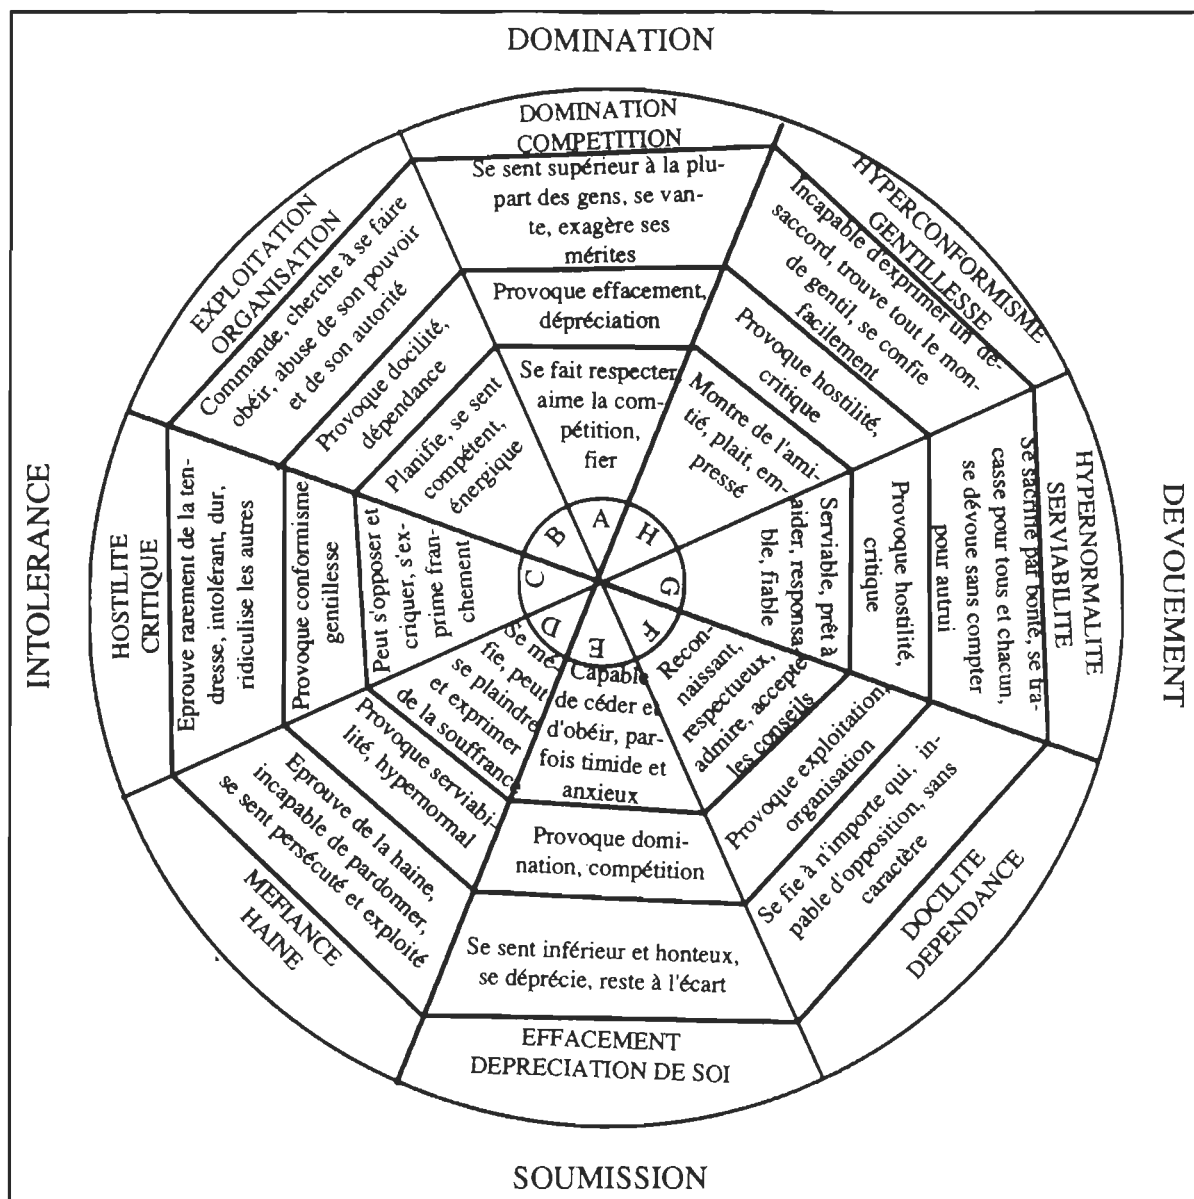 DOMINATION
DOMINATION
COMPETITION
Se sent supérieur à la plu-
part des gens, se van-
te, exagère ses
mérites
Provoque effacement,
dépréciation
Se fait respecter,
aime la com-
pétition,
fier
A
HYPERCONFORMISME
GENTILLESSE
Incapable d'exprimer un dé-
saccord, trouve tout le mon-
de gentil, se confie
facilement
Provoque hostilité,
critique
Montre de l'ami-
tié, plait, em-
pressé
H
HYPERNORMALITE
SERVIABILITE
Se sacrifie par bonté, se tra-
casse pour tous et chacun,
se dévoue sans compter
pour autrui
Provoque hostilité,
critique
Serviable, prêt à
aider, responsa-
ble, fiable
G
DEVOUEMENT
DOCILITE
DEPENDANCE
Se fie à n'importe qui, in-
pable d'opposition, sans
caractère
Provoque exploitation,
organisation
Recon-
naissant,
respectueux,
admire, accepte
les conseils
F
E
Capable
de céder et
d'obéir, par-
fois timide et
anxieux
Provoque domi-
nation, compétition
Se sent inférieur et honteux,
se déprécie, reste à l'écart
EFFACEMENT
DEPRECIATION DE SOI
SOUMISSION
D
Se mé-
fie, peut
se plaindre
et exprimer
de la souffrance
Provoque serviabi-
lité, hypernormal
Eprouve de la haine,
incapable de pardonner,
se sent persécuté et exploité
MEFIANCE
HAINE
INTOLERANCE
HOSTILITE
CRITIQUE
Eprouve rarement de la ten-
dresse, intolérant, dur,
ridiculise les autres
Provoque conformisme
gentillesse
Peut s'opposer et
criquer, s'ex-
prime fran-
chement
C
EXPLOITATION
ORGANISATION
Commande, cherche à se faire
obéir, abuse de son pouvoir
et de son autorité
Provoque docilité,
dépendance
Planifie, se sent
compétent,
énergique
B